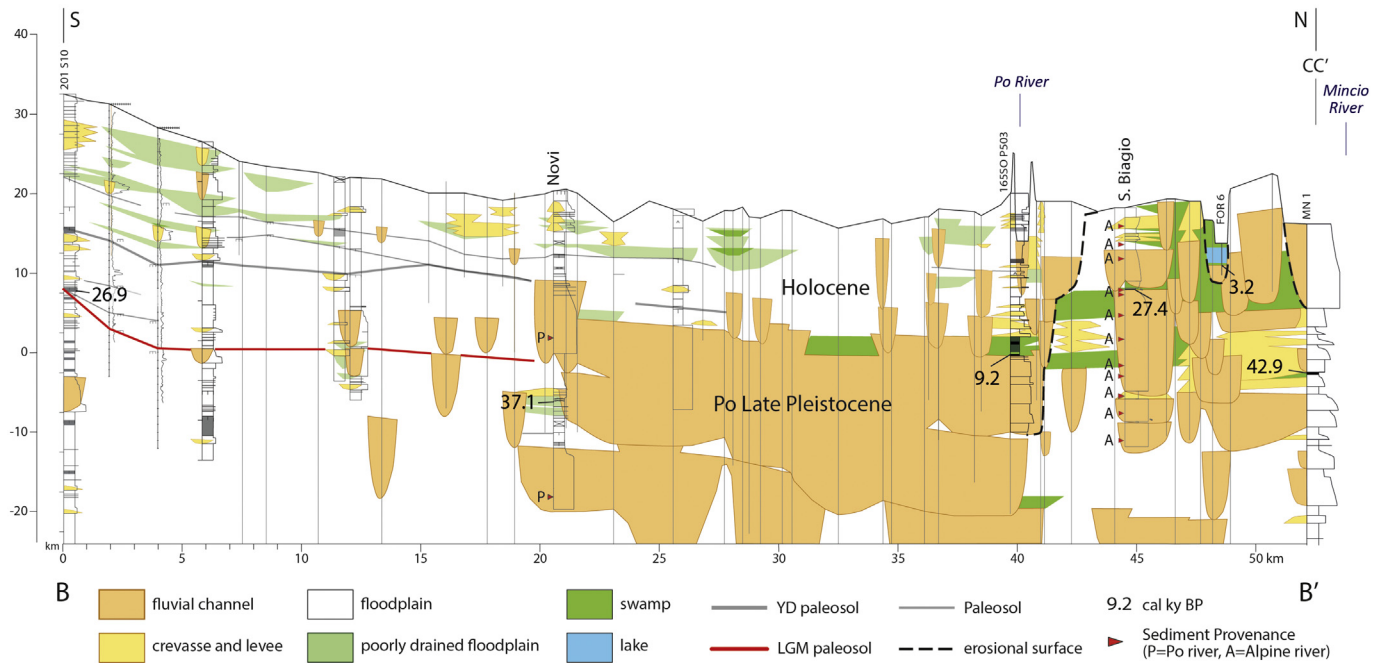 S
N
40
30
20
10
0
-10
-20
201 S10
Novi
Po River
165SO P503
S. Biagio
FOR 6
CC'
Mincio
River
MN 1
26.9
Holocene
27.4
3.2
42.9
9.2
37.1
Po Late Pleistocene
P
P
A
A
A
A
A
A
A
A
A
A
A
A
km
0
5
10
15
20
25
30
35
40
45
50 km
B
B'
fluvial channel
floodplain
swamp
YD paleosol
Paleosol
9.2 cal ky BP
crevasse and levee
poorly drained floodplain
lake
LGM paleosol
erosional surface
Sediment Provenance
(P=Po river, A=Alpine river)